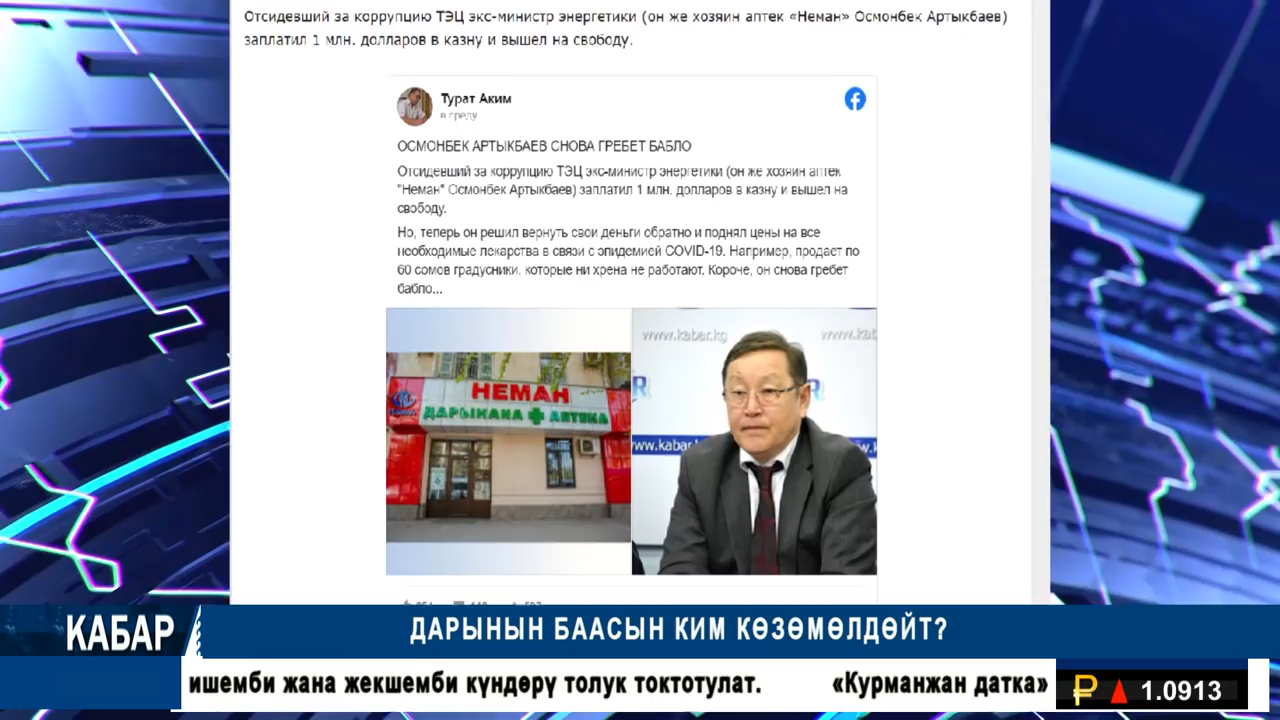 Отсидевший за коррупцию ТЭЦ экс-министр энергетики (он же хозяин аптек «Неман» Осмонбек Артыкбаев)
заплатил 1 млн. долларов в казну и вышел на свободу.
Турат Аким
в среду
ОСМОНБЕК АРТЫКБАЕВ СНОВА ГРЕБЕТ БАБЛО
Отсидевший за коррупцию ТЭЦ экс-министр энергетики (он же хозяин аптек
"Неман" Осмонбек Артыкбаев) заплатил 1 млн. долларов в казну и вышел на
свободу.
Но, теперь он решил вернуть свои деньги обратно и поднял цены на все
необходимые лекарства в связи с эпидемией COVID-19. Например, продает по
60 сомов градусники, которые ни хрена не работают. Короче, он снова гребет
бабло...
НЕМАН
ДАРЫКАНА АПТЕКА
www.kabar.kg
www.kabar
КАБАР
ДАРЫНЫН БААСЫН КИМ КӨЗӨМӨЛДӨЙТ?
ишемби жана жекшемби күндөрү толук токтотулат. «Курманжан датка»
₽ ▲ 1.0913